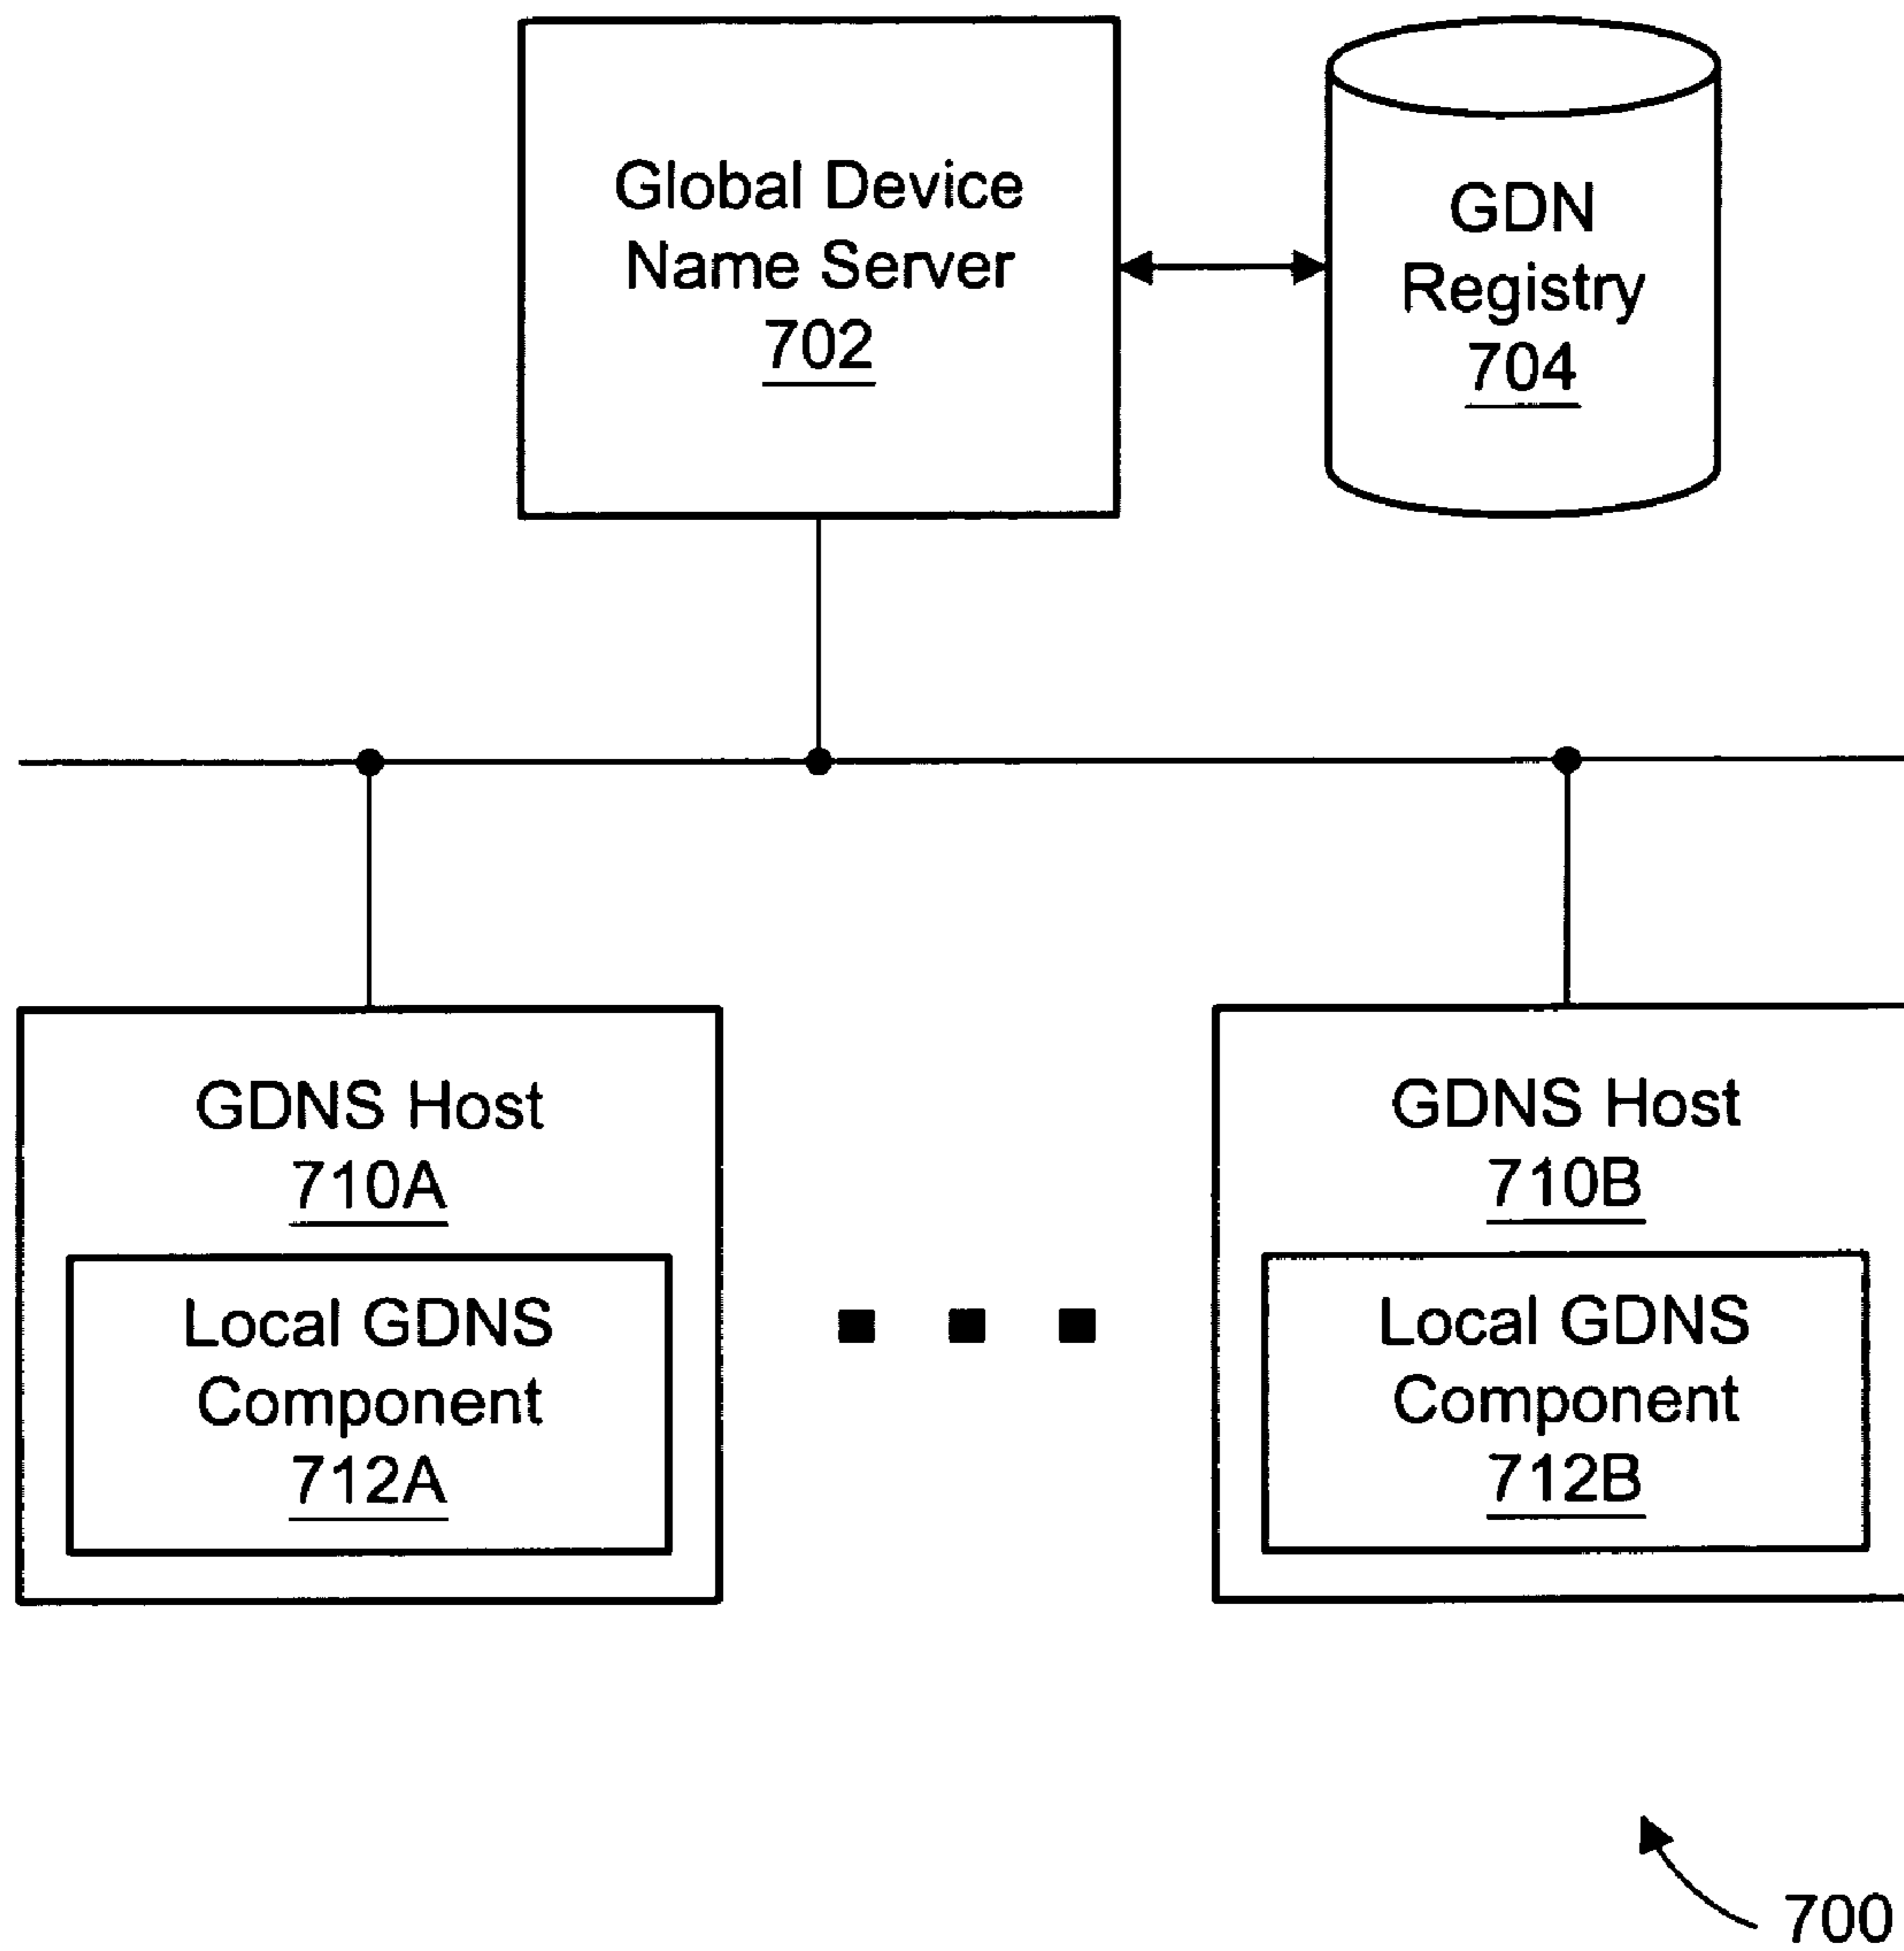 Global Device
Name Server
702
GDN
Registry
704
GDNS Host
710A
Local GDNS
Component
712A
GDNS Host
710B
Local GDNS
Component
712B
700